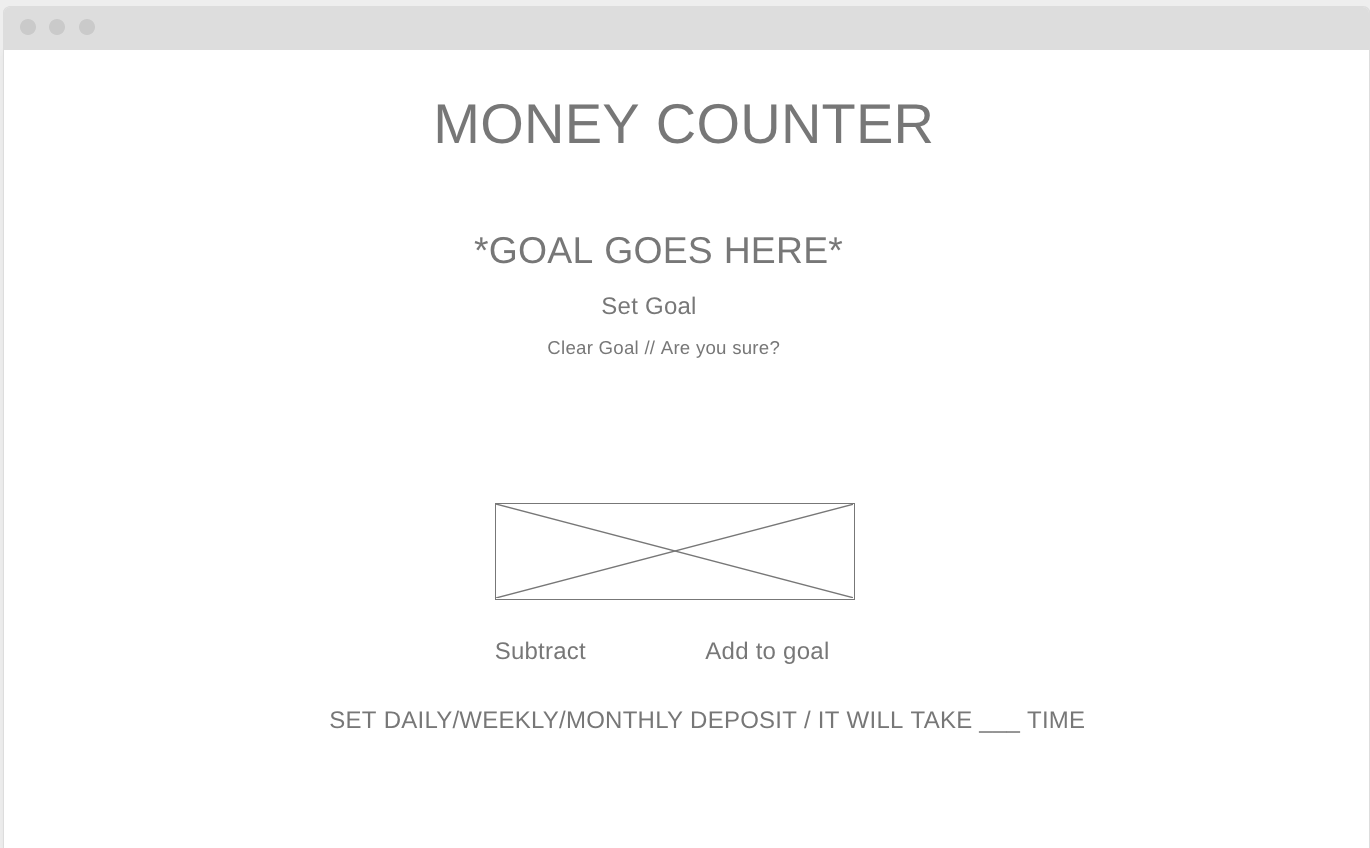 MONEY COUNTER
*GOAL GOES HERE*
Set Goal
Clear Goal // Are you sure?
Subtract Add to goal
SET DAILY/WEEKLY/MONTHLY DEPOSIT / IT WILL TAKE ___ TIME